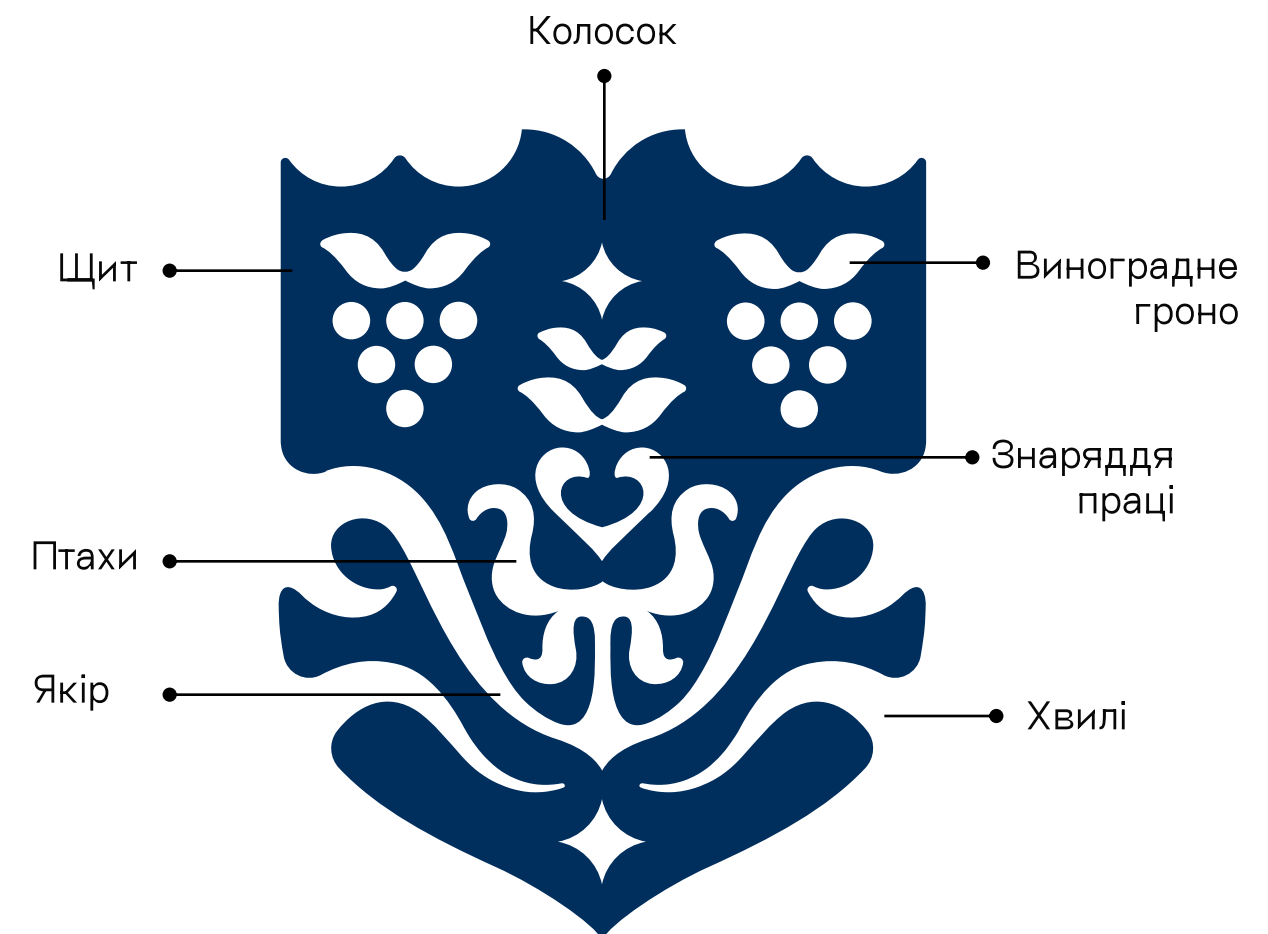 Колосок
Щит
Виноградне
гроно
Знаряддя
праці
Птахи
Якір
Хвилі